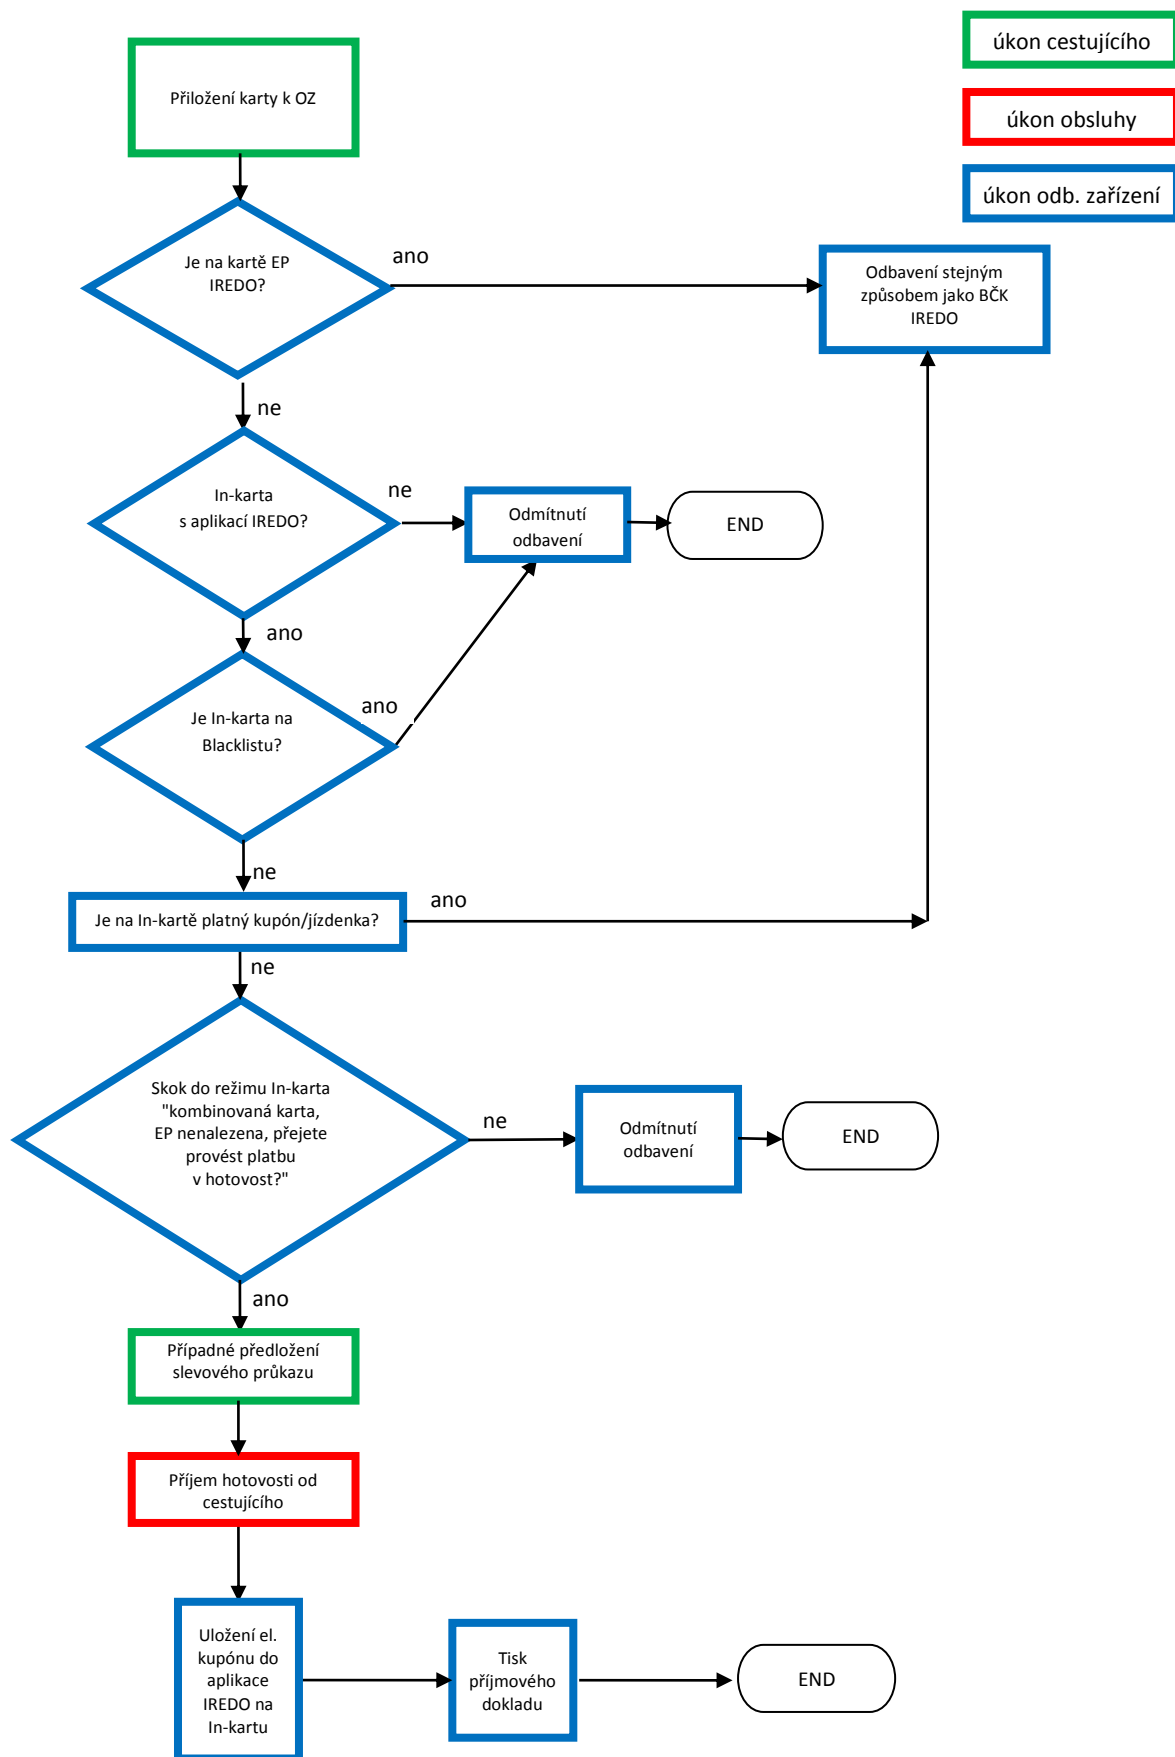 úkon cestujícího
Přiložení karty k OZ
úkon obsluhy
úkon odb. zařízení
Je na kartě EP
IREDO?
ano
Odbavení stejným
způsobem jako BČK
IREDO
ne
In-karta
s aplikací IREDO?
ne
Odmítnutí
odbavení
END
ano
Je In-karta na
Blacklistu?
ano
ne
Je na In-kartě platný kupón/jízdenka?
ano
ne
Skok do režimu In-karta
"kombinovaná karta,
EP nenalezena, přejete
provést platbu
v hotovost?"
ne
Odmítnutí
odbavení
END
ano
Případné předložení
slevového průkazu
Příjem hotovosti od
cestujícího
Uložení el.
kupónu do
aplikace
IREDO na
In-kartu
Tisk
příjmového
dokladu
END